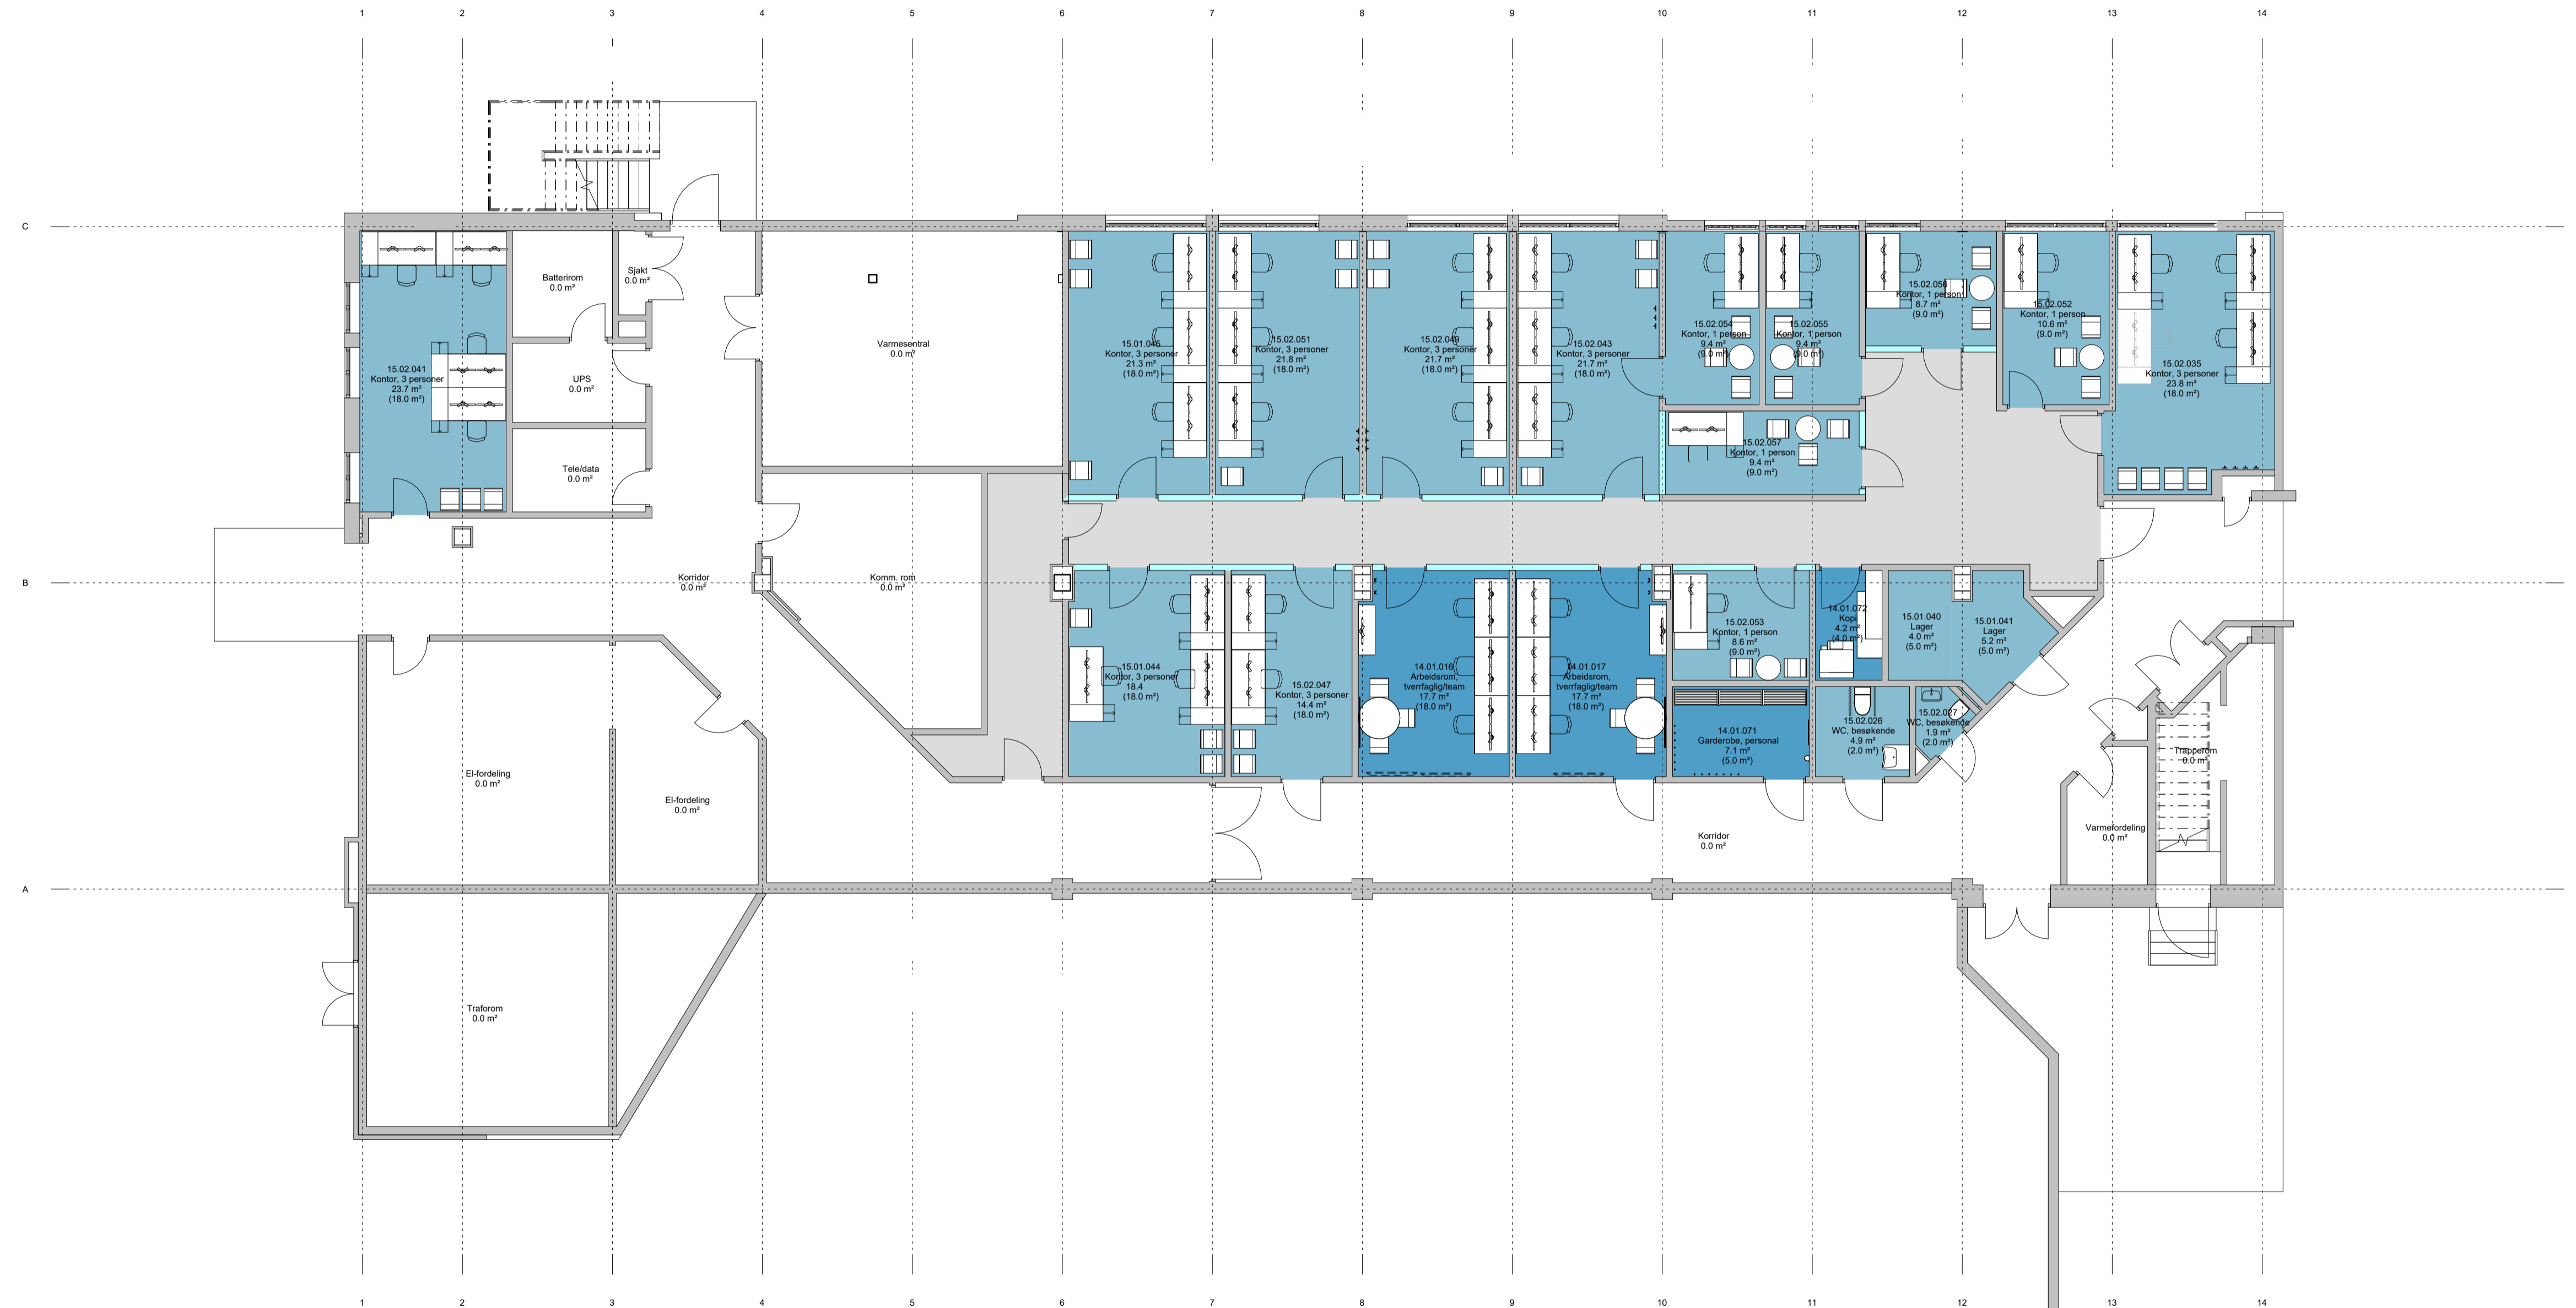 1 2 3 4 5 6 7 8 9 10 11 12 13 14
C
Batterirom
0.0 m²
Sjakt
0.0 m²
15.02.041
Kontor, 3 personer
23.7 m²
(18.0 m²)
UPS
0.0 m²
Tele/data
0.0 m²
Varmesentral
0.0 m²
15.01.046
Kontor, 3 personer
21.3 m²
(18.0 m²)
15.02.051
Kontor, 3 personer
21.8 m²
(18.0 m²)
15.02.049
Kontor, 3 personer
21.7 m²
(18.0 m²)
15.02.043
Kontor, 3 personer
21.7 m²
(18.0 m²)
15.02.054
Kontor, 1 person
9.4 m²
(9.0 m²)
15.02.055
Kontor, 1 person
9.4 m²
(9.0 m²)
15.02.056
Kontor, 1 person
8.7 m²
(9.0 m²)
15.02.052
Kontor, 1 person
10.6 m²
(9.0 m²)
15.02.035
Kontor, 3 personer
23.8 m²
(18.0 m²)
15.02.057
Kontor, 1 person
9.4 m²
(9.0 m²)
B
Korridor
0.0 m²
Komm. rom
0.0 m²
15.01.044
Kontor, 3 personer
18.4
(18.0 m²)
15.02.047
Kontor, 3 personer
14.4 m²
(18.0 m²)
14.01.016
Arbeidsrom,
tverrfaglig/team
17.7 m²
(18.0 m²)
14.01.017
Arbeidsrom,
tverrfaglig/team
17.7 m²
(18.0 m²)
15.02.053
Kontor, 1 person
8.6 m²
(9.0 m²)
14.01.072
Kopi
4.2 m²
(4.0 m²)
15.01.040
Lager
4.0 m²
(5.0 m²)
15.01.041
Lager
5.2 m²
(5.0 m²)
14.01.071
Garderobe, personal
7.1 m²
(5.0 m²)
15.02.026
WC, besøkende
4.9 m²
(2.0 m²)
15.02.027
WC, besøkende
1.9 m²
(2.0 m²)
Trapperom
0.0 m²
El-fordeling
0.0 m²
El-fordeling
0.0 m²
Korridor
0.0 m²
Varmefordeling
0.0 m²
A
Traforom
0.0 m²
1 2 3 4 5 6 7 8 9 10 11 12 13 14